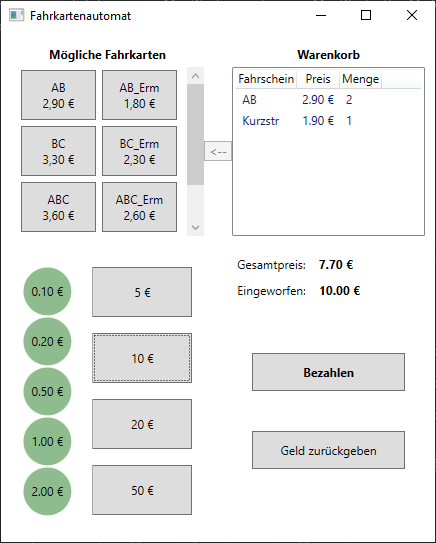 Fahrkartenautomat
Mögliche Fahrkarten
AB
2,90 €
AB_Erm
1,80 €
BC
3,30 €
BC_Erm
2,30 €
ABC
3,60 €
ABC_Erm
2,60 €
<--
Warenkorb
Fahrschein Preis Menge
AB 2.90 € 2
Kurzstr 1.90 € 1
Gesamtpreis: 7.70 €
Eingeworfen: 10.00 €
0.10 €
0.20 €
0.50 €
1.00 €
2.00 €
5 €
10 €
20 €
50 €
Bezahlen
Geld zurückgeben